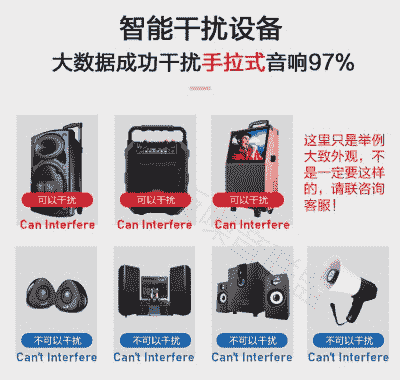 智能干扰设备
大数据成功干扰手拉式音响97%
这里只是举例
大致外观，不
是一定要这样
的，请联咨询
客服！
可以干扰
可以干扰
可以干扰
Can Interfere
Can Interfere
Can Interfere
不可以干扰
不可以干扰
不可以干扰
不可以干扰
Can't Interfere
Can't Interfere
Can't Interfere
Can't Interfere